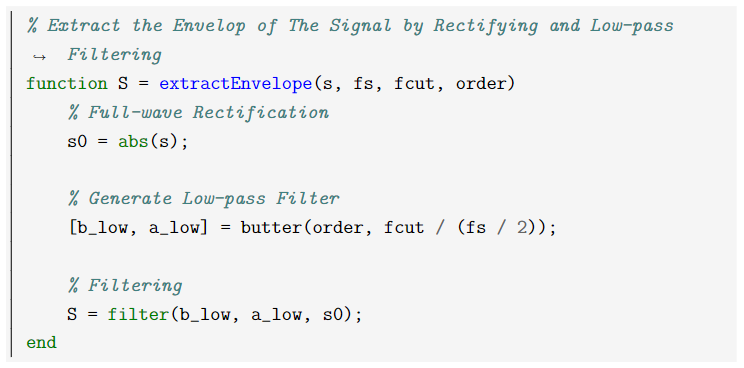 % Extract the Envelop of The Signal by Rectifying and Low-pass
↪ Filtering
function S = extractEnvelope(s, fs, fcut, order)
% Full-wave Rectification
s0 = abs(s);
% Generate Low-pass Filter
[b_low, a_low] = butter(order, fcut / (fs / 2));
% Filtering
S = filter(b_low, a_low, s0);
end